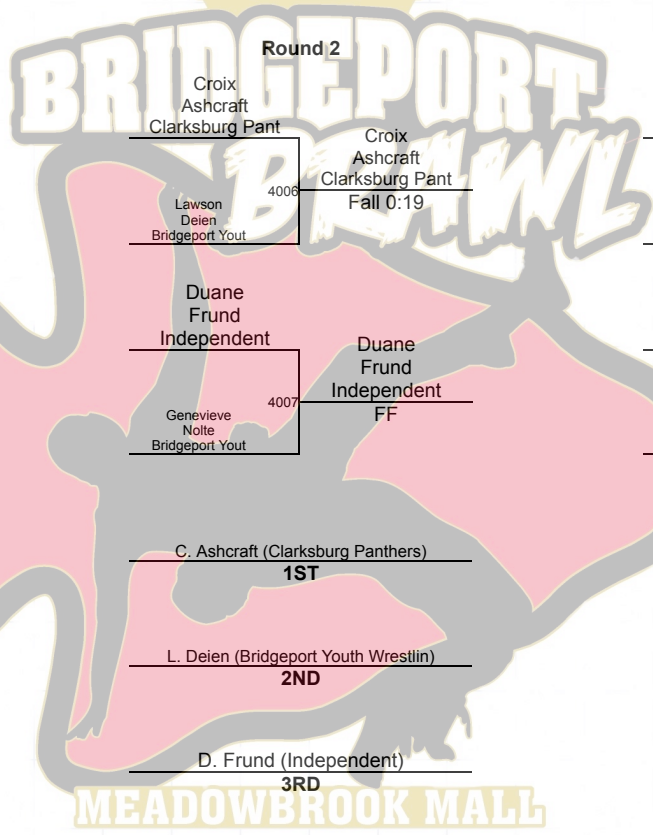 BRIDGEPORT
BRAWL
Round 2
Croix
Ashcraft
Clarksburg Pant
4006
Lawson
Deien
Bridgeport Yout
Croix
Ashcraft
Clarksburg Pant
Fall 0:19
Duane
Frund
Independent
4007
Genevieve
Nolte
Bridgeport Yout
Duane
Frund
Independent
FF
C. Ashcraft (Clarksburg Panthers)
1ST
L. Deien (Bridgeport Youth Wrestlin)
2ND
D. Frund (Independent)
3RD
MEADOWBROOK MALL